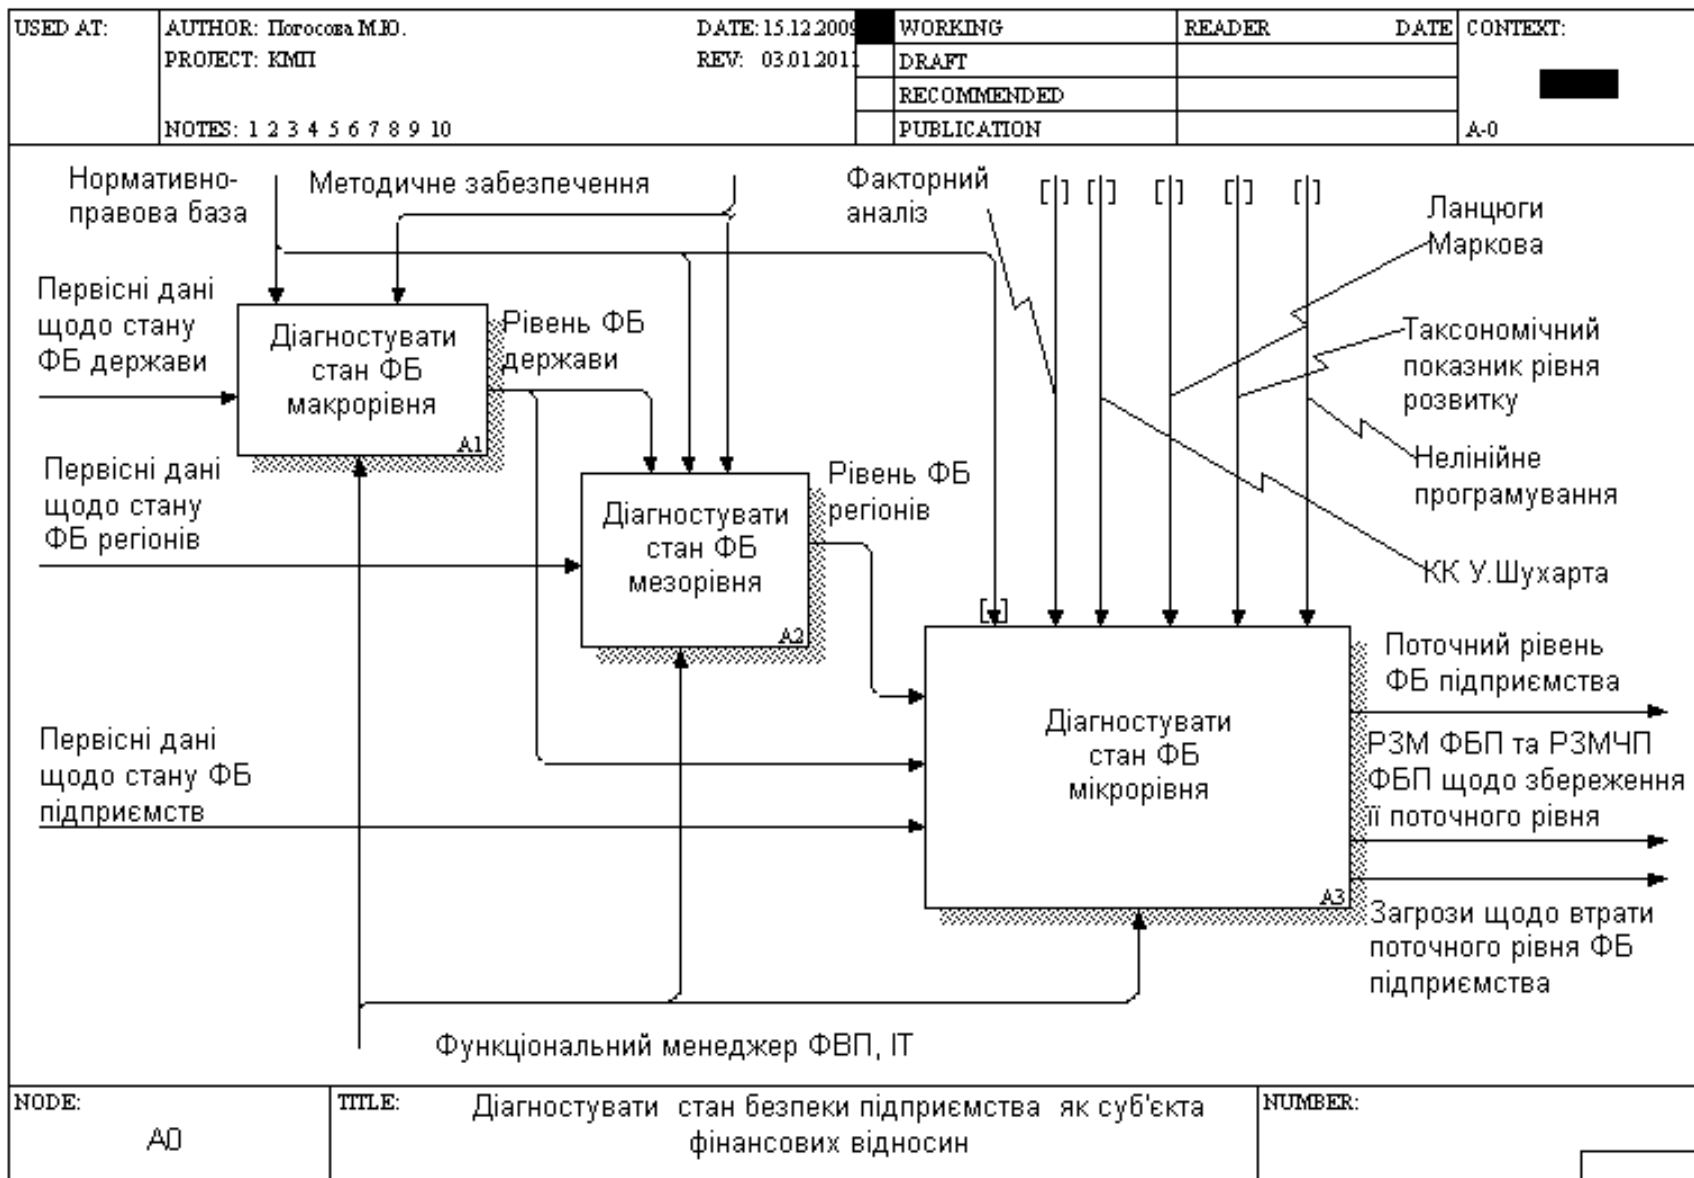 USED AT:
AUTHOR: Погосова М.Ю.
DATE: 15.12.2009
PROJECT: КМП
REV: 03.01.2011
NOTES: 1 2 3 4 5 6 7 8 9 10
WORKING
DRAFT
RECOMMENDED
PUBLICATION
READER
DATE
CONTEXT:
A-0
Нормативно-
правова база
Методичне забезпечення
Факторний
аналіз
[ ] [ ] [ ] [ ] [ ]
Ланцюги
Маркова
Первісні дані
щодо стану
ФБ держави
Діагностувати
стан ФБ
макрорівня
A1
Рівень ФБ
держави
Таксономічний
показник рівня
розвитку
Первісні дані
щодо стану
ФБ регіонів
Діагностувати
стан ФБ
мезорівня
A2
Рівень ФБ
регіонів
Нелінійне
програмування
КК У.Шухарта
[ ]
Первісні дані
щодо стану ФБ
підприємств
Діагностувати
стан ФБ
мікрорівня
A3
Поточний рівень
ФБ підприємства
РЗМ ФБП та РЗМЧП
ФБП щодо збереження
її поточного рівня
Загрози щодо втрати
поточного рівня ФБ
підприємства
Функціональний менеджер ФВП, ІТ
NODE:
A0
TITLE:
Діагностувати стан безпеки підприємства як суб'єкта
фінансових відносин
NUMBER: